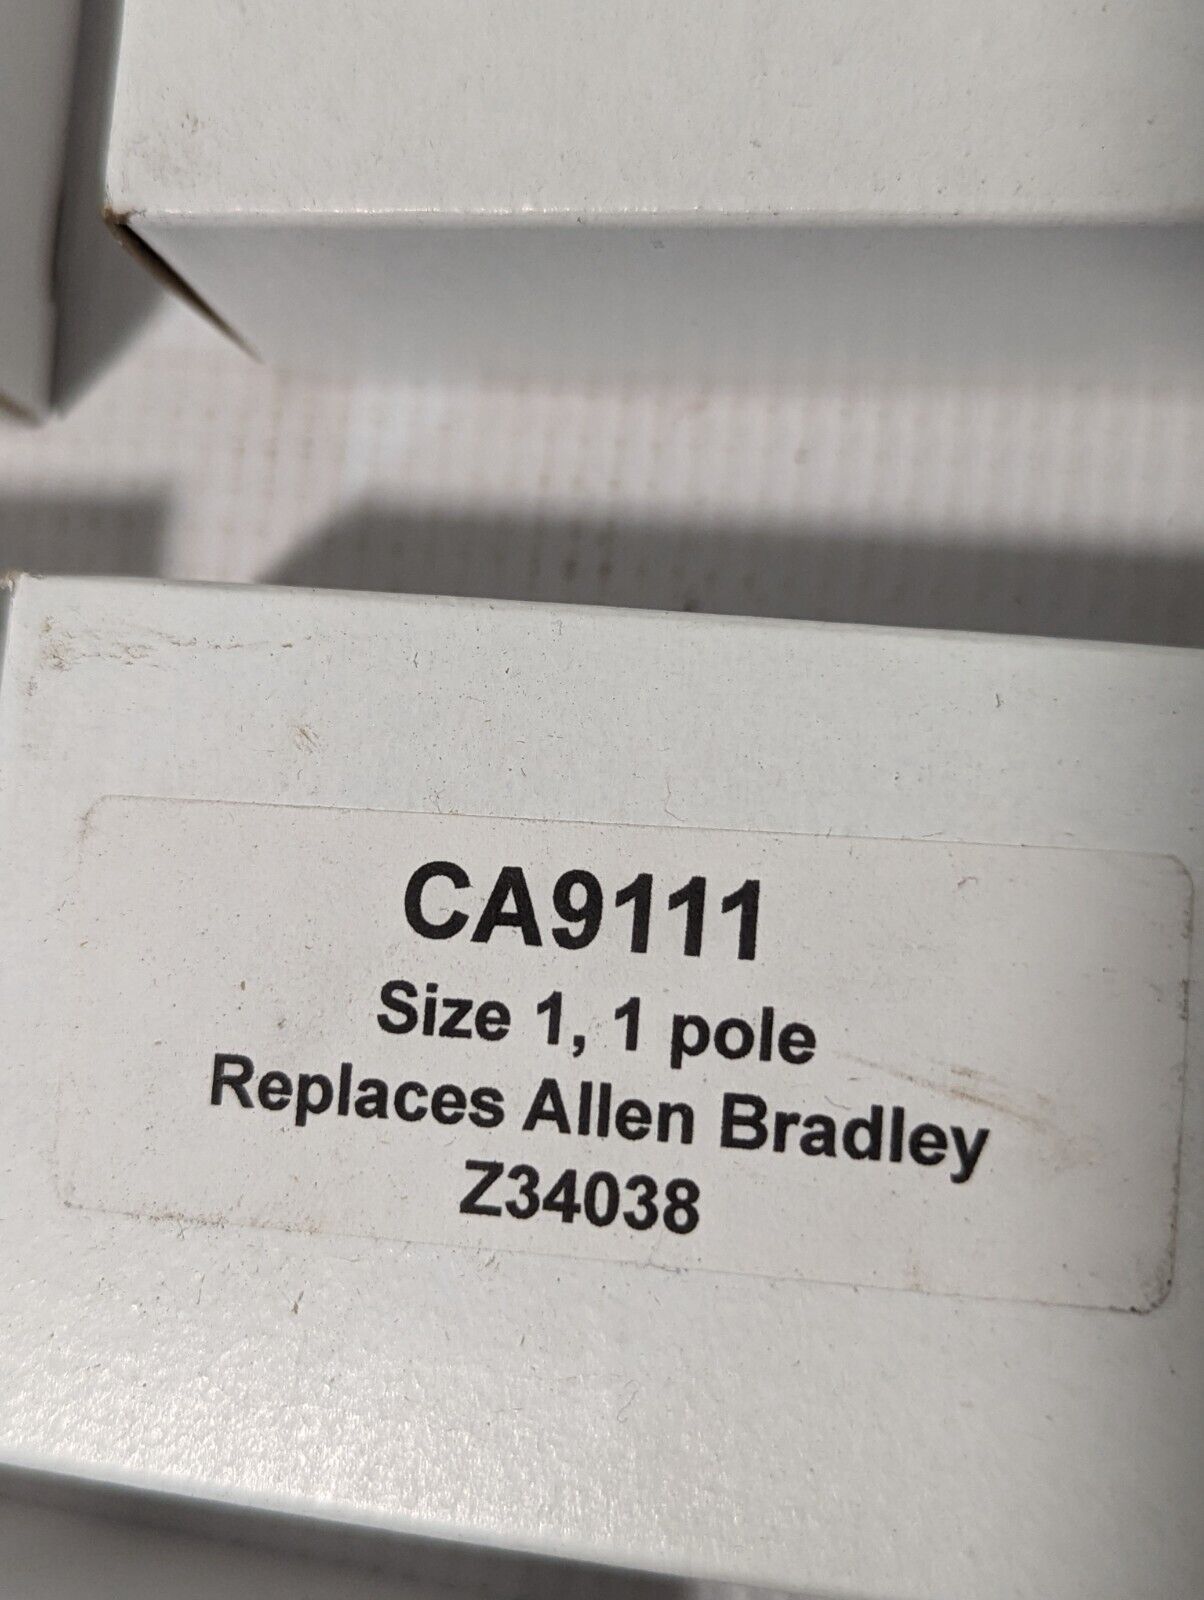 CA9111
Size 1, 1 pole
Replaces Allen Bradley
Z34038